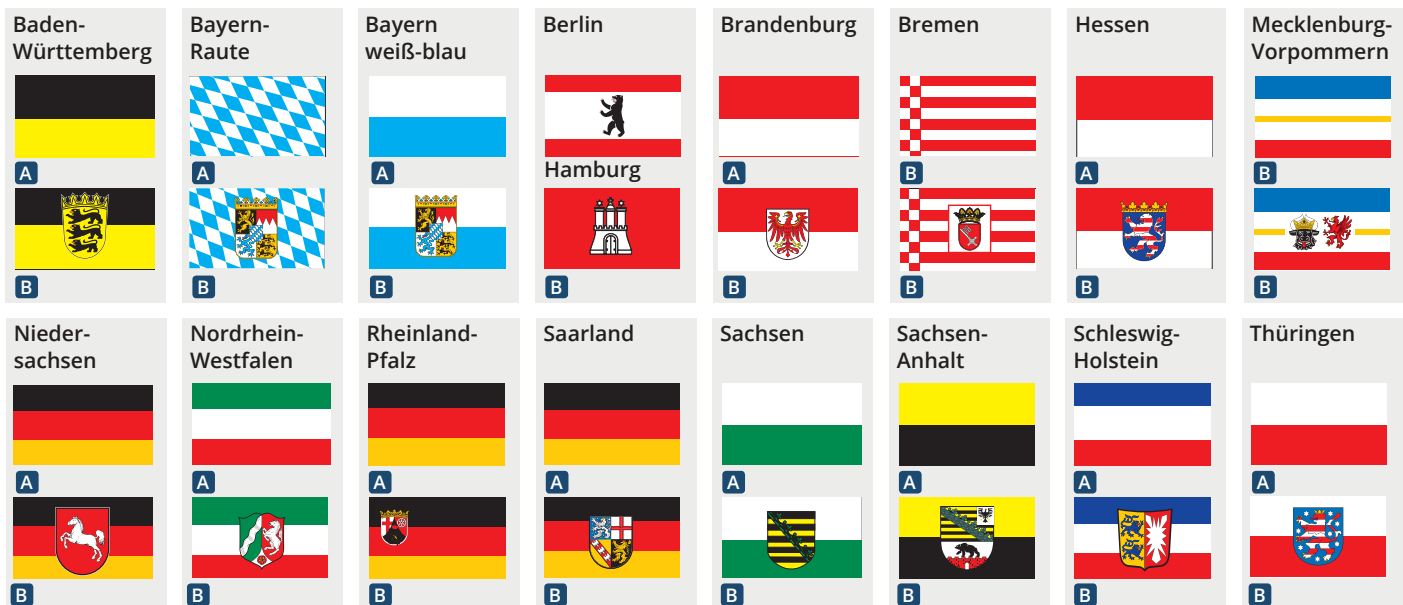 Baden-
Württemberg
A
B
Bayern-
Raute
A
B
Bayern
weiß-blau
A
B
Berlin
Hamburg
B
Brandenburg
A
B
Bremen
B
B
Hessen
A
B
Mecklenburg-
Vorpommern
B
B
Nieder-
sachsen
A
B
Nordrhein-
Westfalen
A
B
Rheinland-
Pfalz
A
B
Saarland
A
B
Sachsen
A
B
Sachsen-
Anhalt
A
B
Schleswig-
Holstein
A
B
Thüringen
A
B